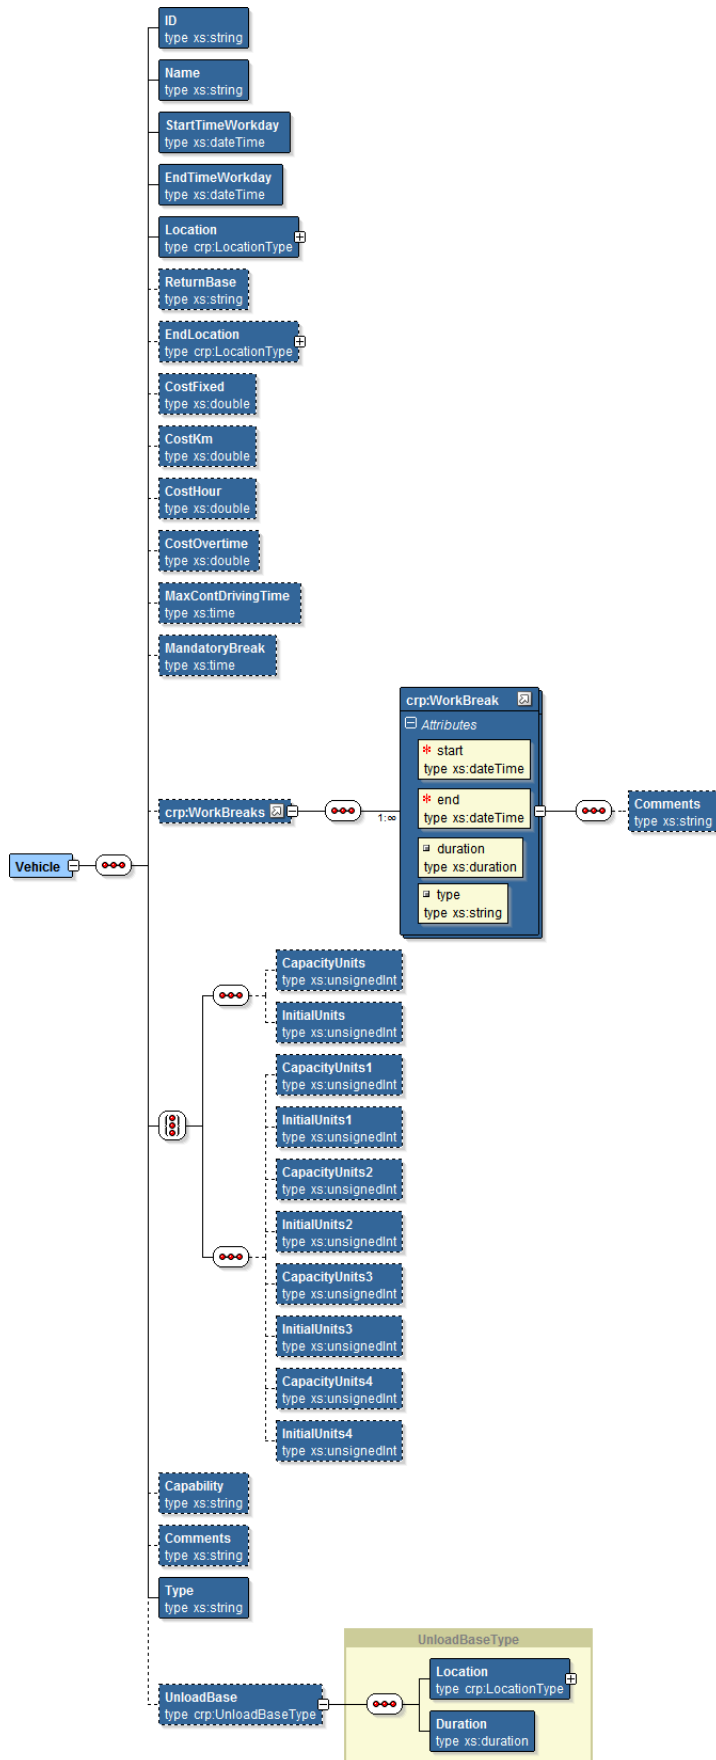 ID
type xs:string
Name
type xs:string
StartTimeWorkday
type xs:dateTime
EndTimeWorkday
type xs:dateTime
Location
type crp:LocationType
ReturnBase
type xs:string
EndLocation
type crp:LocationType
CostFixed
type xs:double
CostKm
type xs:double
CostHour
type xs:double
CostOvertime
type xs:double
MaxContDrivingTime
type xs:time
MandatoryBreak
type xs:time
crp:WorkBreak
Attributes
start
type xs:dateTime
end
type xs:dateTime
duration
type xs:duration
type
type xs:string
crp:WorkBreaks
1:∞
Comments
type xs:string
Vehicle
CapacityUnits
type xs:unsignedInt
InitialUnits
type xs:unsignedInt
CapacityUnits1
type xs:unsignedInt
InitialUnits1
type xs:unsignedInt
CapacityUnits2
type xs:unsignedInt
InitialUnits2
type xs:unsignedInt
CapacityUnits3
type xs:unsignedInt
InitialUnits3
type xs:unsignedInt
CapacityUnits4
type xs:unsignedInt
InitialUnits4
type xs:unsignedInt
Capability
type xs:string
Comments
type xs:string
Type
type xs:string
UnloadBase
type crp:UnloadBaseType
UnloadBaseType
Location
type crp:LocationType
Duration
type xs:duration